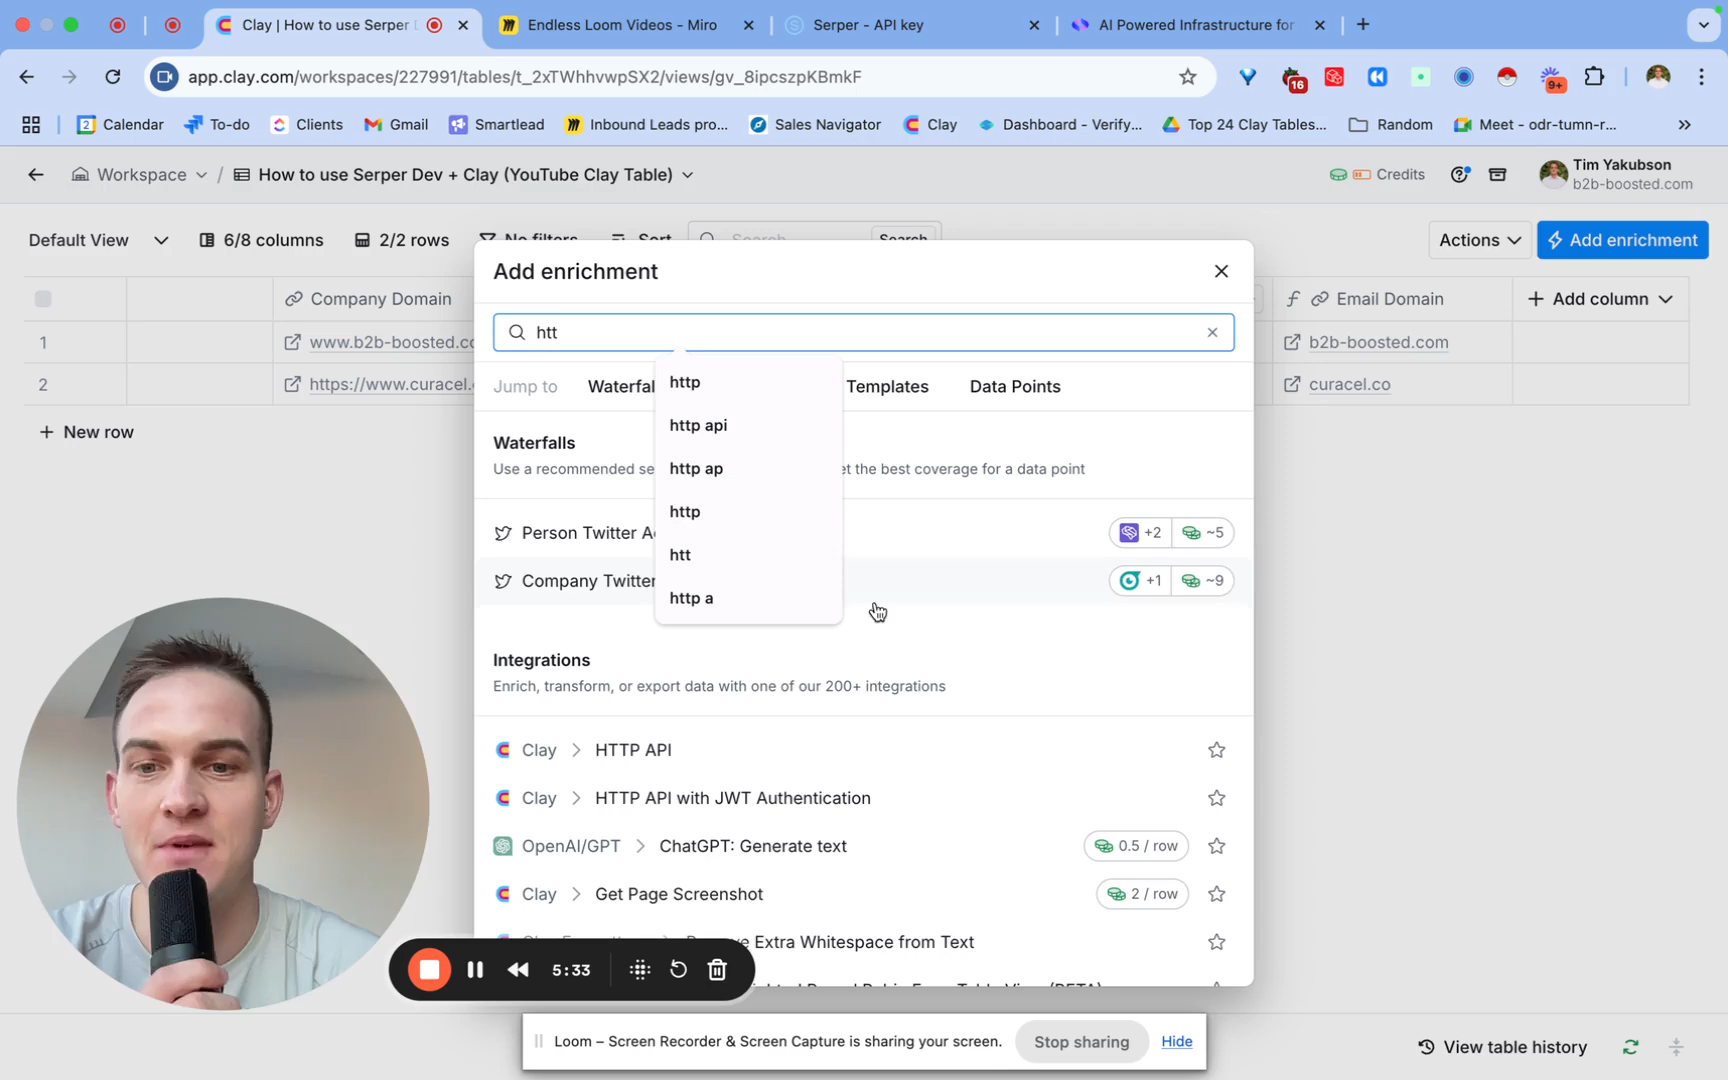 Clay | How to use Serper D
Endless Loom Videos - Miro
Serper - API key
AI Powered Infrastructure for
app.clay.com/workspaces/227991/tables/t_2xTWhhvwpSX2/views/gv_8ipcszpKBmkF
16
9+
2
Calendar
To-do
Clients
Gmail
Smartlead
Inbound Leads pro...
Sales Navigator
Clay
Dashboard - Verify,...
Top 24 Clay Tables...
Random
Meet - odr-tumn-r...
Workspace / How to use Serper Dev + Clay (YouTube Clay Table)
Credits
Tim Yakubson
b2b-boosted.com
Default View
6/8 columns
2/2 rows
No filters
Sort
Search
Search
Actions
Add enrichment
Company Domain
Email Domain
Add column
1
www.b2b-boosted.co
b2b-boosted.com
2
https://www.curacel.
curacel.co
New row
Add enrichment
htt
http
http api
http ap
http
htt
http a
Jump to
Waterfal
Templates
Data Points
Waterfalls
Use a recommended se
et the best coverage for a data point
Person Twitter A
+2
~5
Company Twitter
+1
~9
Integrations
Enrich, transform, or export data with one of our 200+ integrations
Clay > HTTP API
Clay > HTTP API with JWT Authentication
OpenAI/GPT > ChatGPT: Generate text
0.5 / row
Clay > Get Page Screenshot
2 / row
Extra Whitespace from Text
5:33
Loom – Screen Recorder & Screen Capture is sharing your screen.
Stop sharing
Hide
View table history